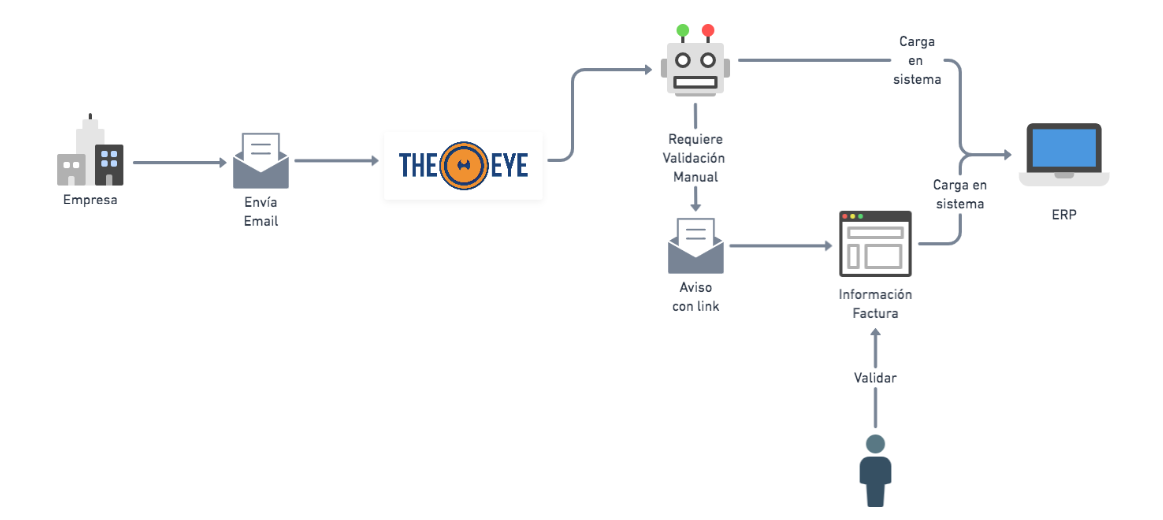 Empresa
Envía
Email
THE EYE
Requiere
Validación
Manual
Aviso
con link
Carga
en
sistema
Información
Factura
Validar
Carga en
sistema
ERP